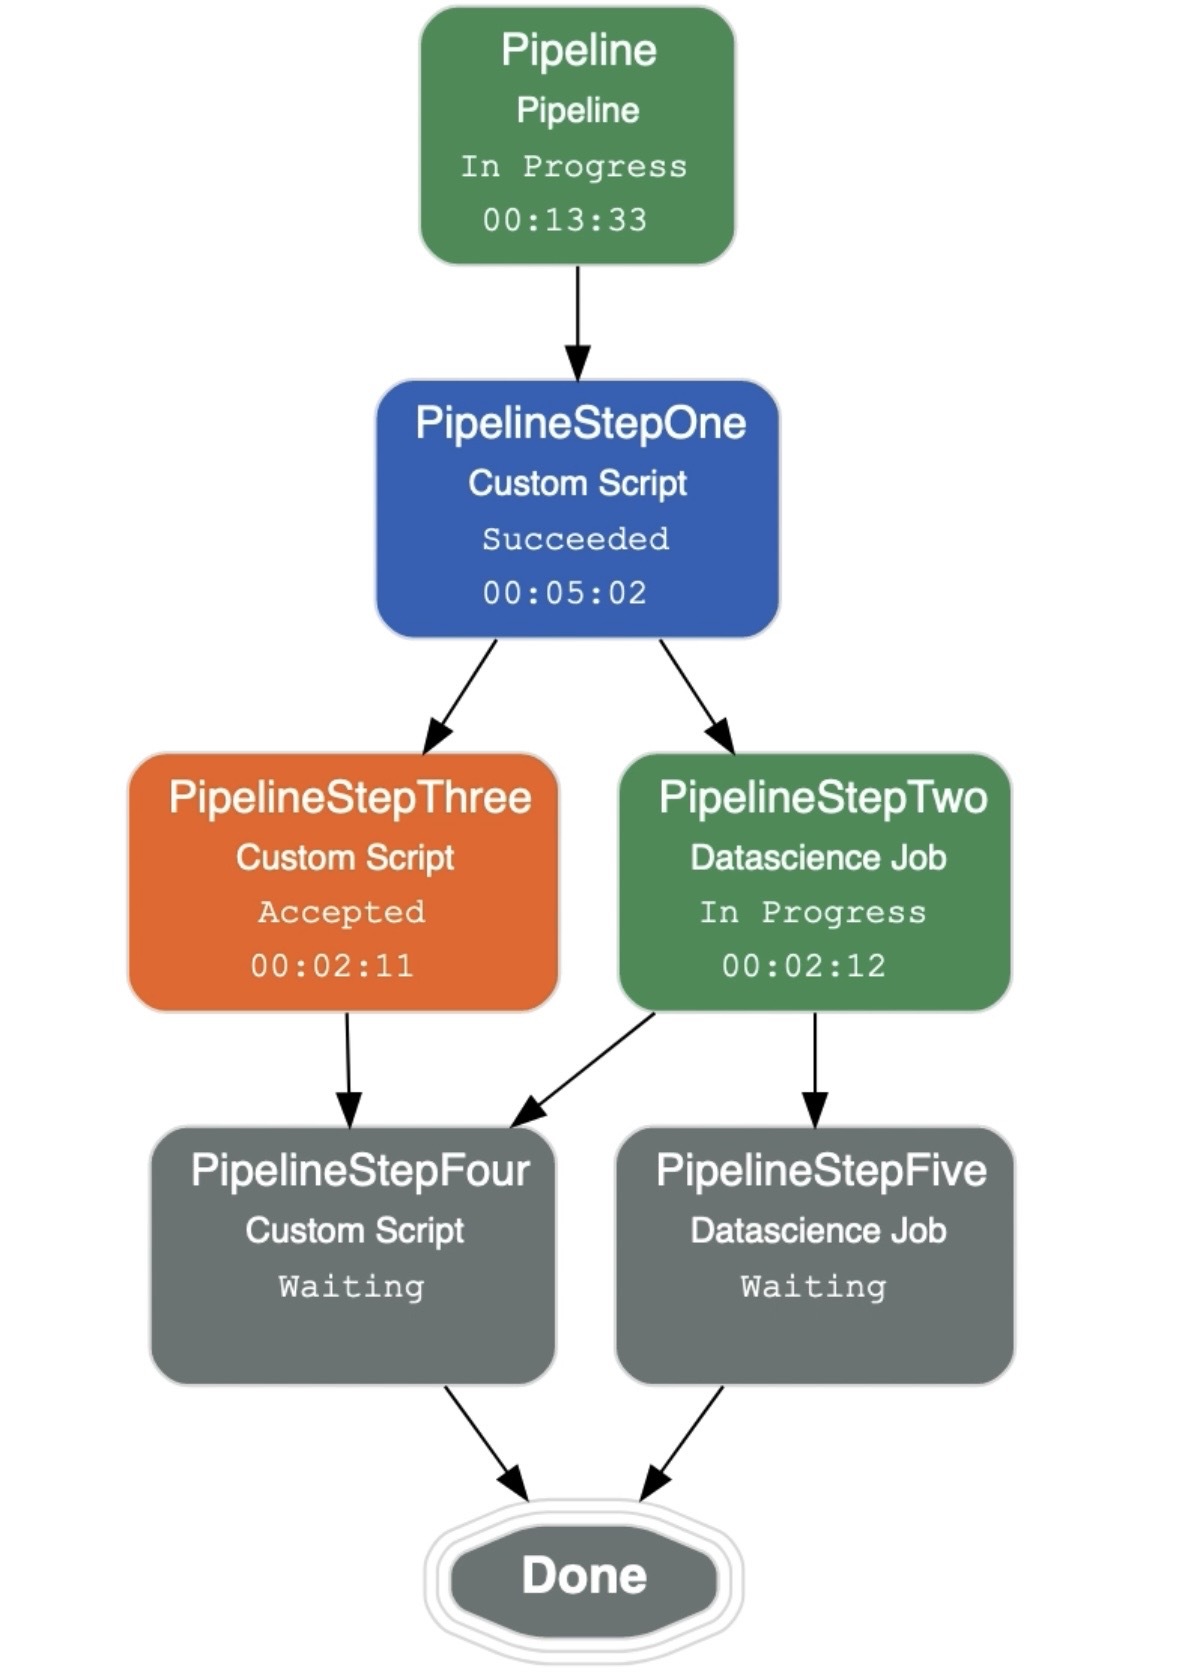 Pipeline
Pipeline
In Progress
00:13:33
PipelineStepOne
Custom Script
Succeeded
00:05:02
PipelineStepThree
Custom Script
Accepted
00:02:11
PipelineStepTwo
Datascience Job
In Progress
00:02:12
PipelineStepFour
Custom Script
Waiting
PipelineStepFive
Datascience Job
Waiting
Done